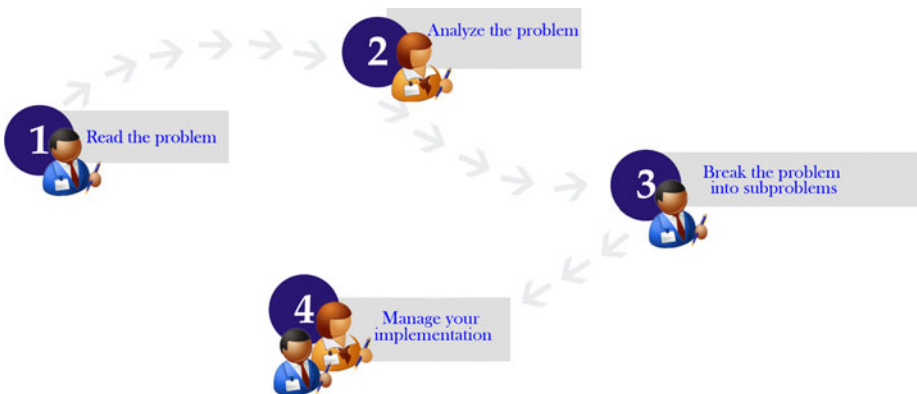 1
Read the problem
2
Analyze the problem
3
Break the problem
into subproblems
4
Manage your
implementation